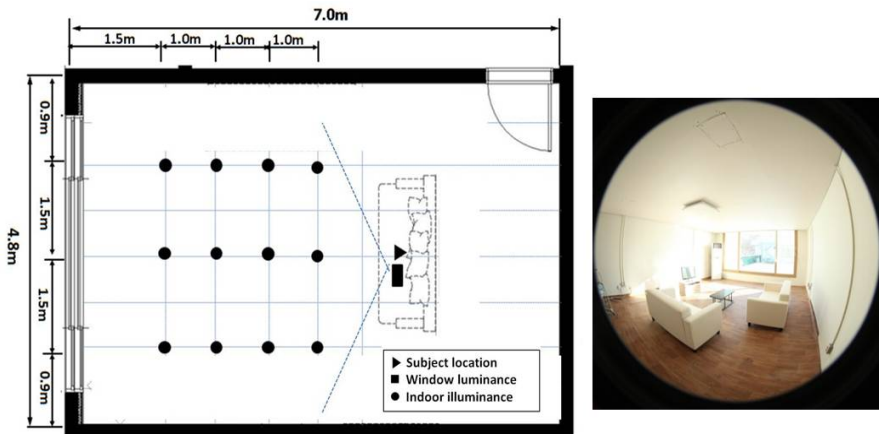 7.0m
1.5m 1.0m 1.0m 1.0m
0.9m
1.5m
4.8m
1.5m
0.9m
Subject location
Window luminance
Indoor illuminance